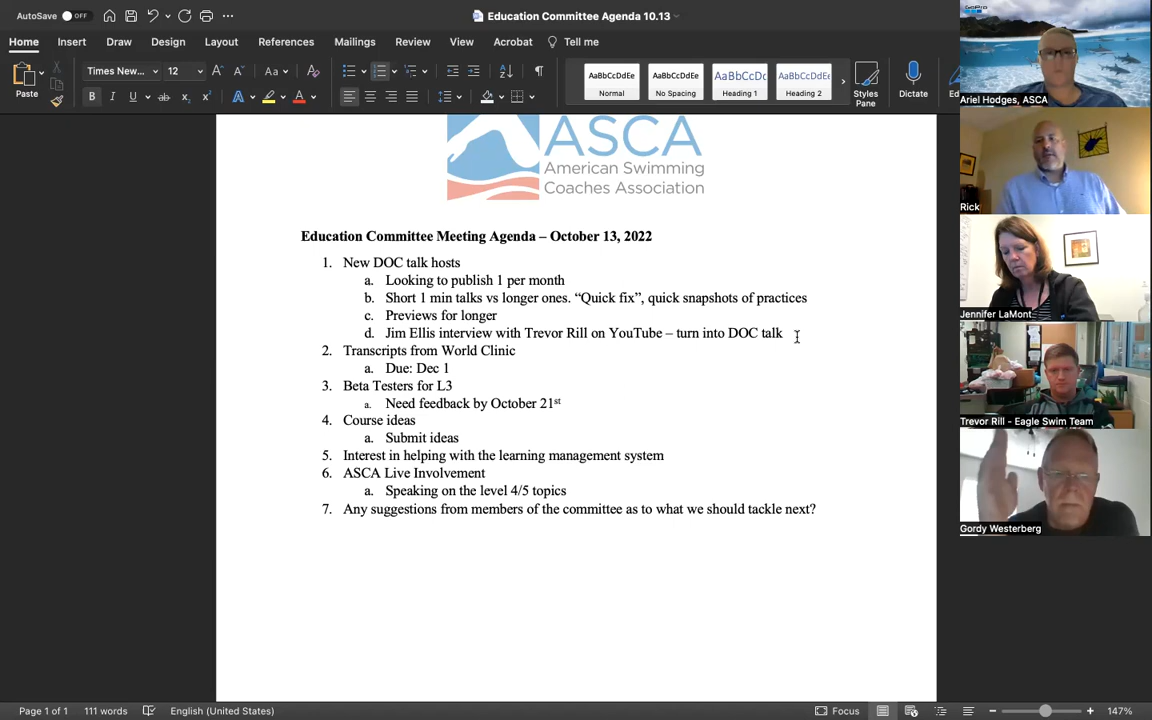 AutoSave OFF
Education Committee Agenda 10.13
Home Insert Draw Design Layout References Mailings Review View Acrobat Tell me
Paste
Times New... 12
Aa
B I U ab X₂ X² A A
AaBbCcDdEe Normal
AaBbCcDdEe No Spacing
AaBbCcDc Heading 1
AaBbCcDdEe Heading 2
Styles Pane
Dictate
ASCA
American Swimming
Coaches Association
Education Committee Meeting Agenda – October 13, 2022
1. New DOC talk hosts
a. Looking to publish 1 per month
b. Short 1 min talks vs longer ones. “Quick fix”, quick snapshots of practices
c. Previews for longer
d. Jim Ellis interview with Trevor Rill on YouTube – turn into DOC talk
2. Transcripts from World Clinic
a. Due: Dec 1
3. Beta Testers for L3
a. Need feedback by October 21st
4. Course ideas
a. Submit ideas
5. Interest in helping with the learning management system
6. ASCA Live Involvement
a. Speaking on the level 4/5 topics
7. Any suggestions from members of the committee as to what we should tackle next?
GoPro
Ariel Hodges, ASCA
Rick
Jennifer LaMont
Trevor Rill - Eagle Swim Team
Gordy Westerberg
Page 1 of 1 111 words English (United States) Focus 147%